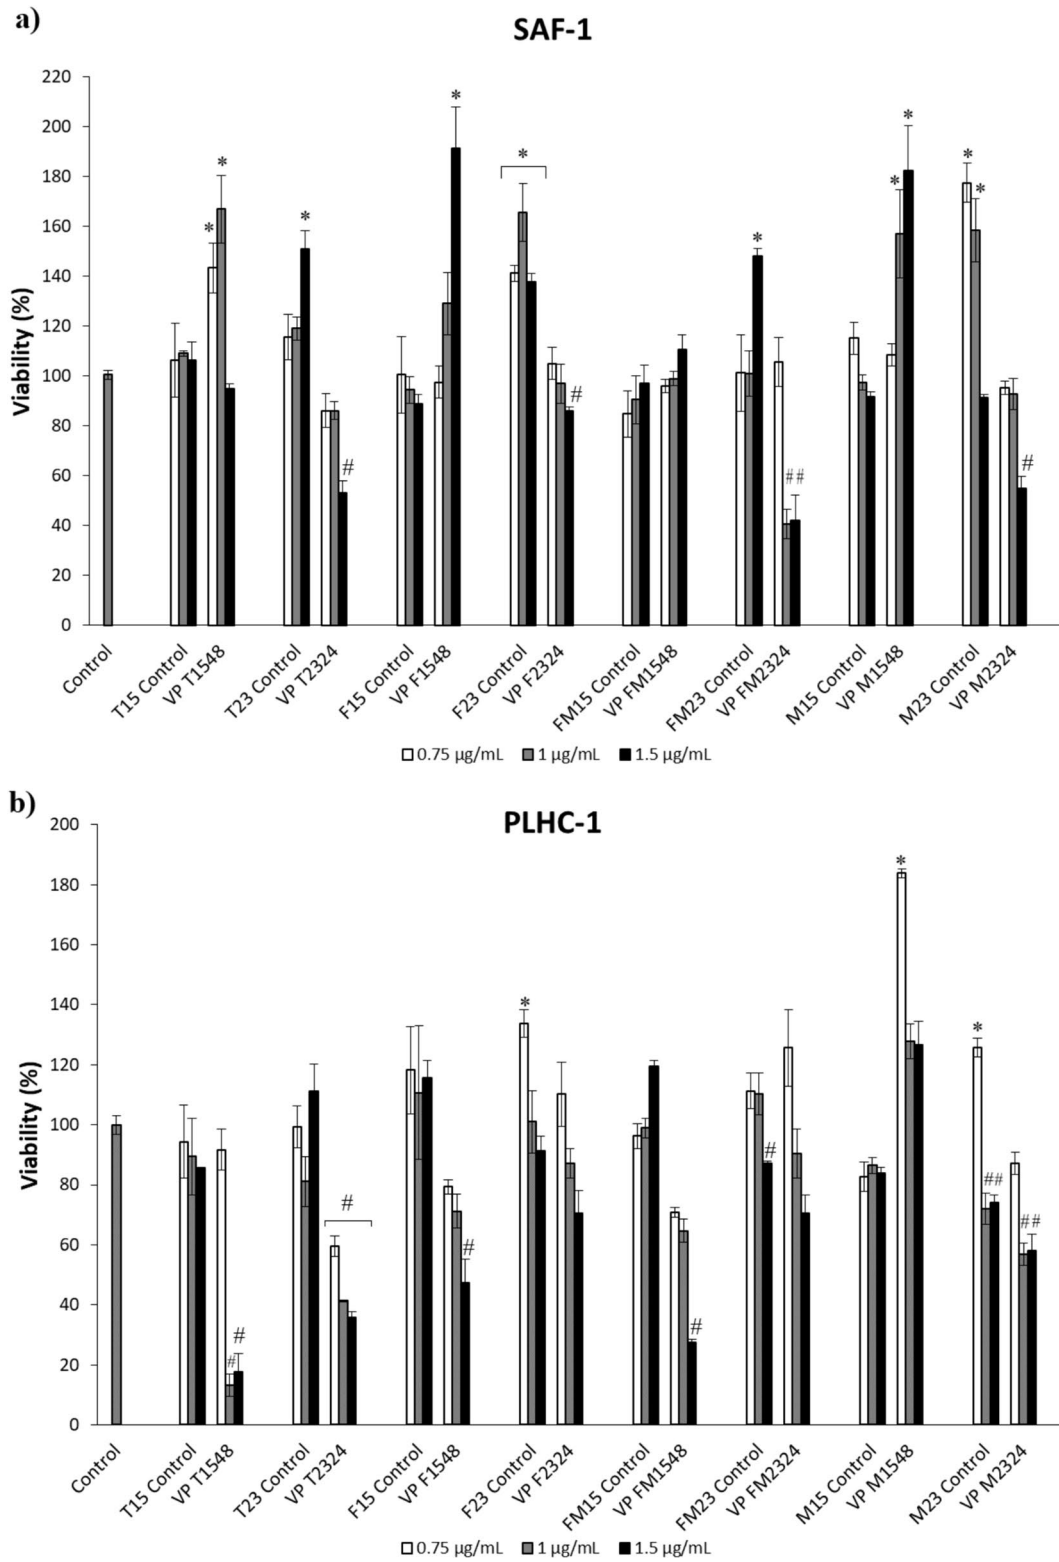 a)
SAF-1
Viability (%)
220
200
180
160
140
120
100
80
60
40
20
0
*
*
*
#
*
*
#
*
##
*
*
*
*
#
Control
T15 Control
VP T1548
T23 Control
VP T2324
F15 Control
VP F1548
F23 Control
VP F2324
FM15 Control
VP FM1548
FM23 Control
VP FM2324
M15 Control
VP M1548
M23 Control
VP M2324
0.75 µg/mL 1 µg/mL 1.5 µg/mL
b)
PLHC-1
Viability (%)
200
180
160
140
120
100
80
60
40
20
0
#
#
#
#
*
#
#
*
*
##
##
Control
T15 Control
VP T1548
T23 Control
VP T2324
F15 Control
VP F1548
F23 Control
VP F2324
FM15 Control
VP FM1548
FM23 Control
VP FM2324
M15 Control
VP M1548
M23 Control
VP M2324
0.75 µg/mL 1 µg/mL 1.5 µg/mL